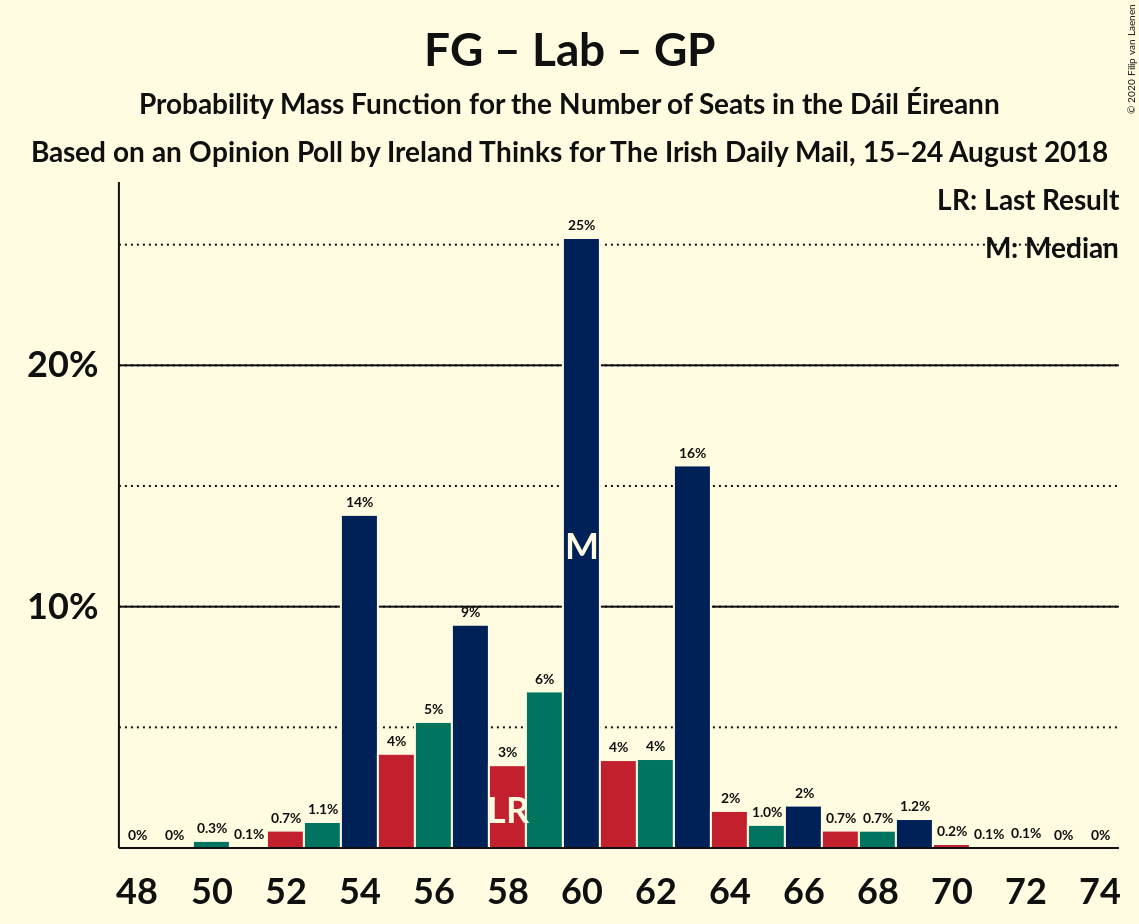 FG – Lab – GP
Probability Mass Function for the Number of Seats in the Dáil Éireann
Based on an Opinion Poll by Ireland Thinks for The Irish Daily Mail, 15–24 August 2018
© 2020 Filip van Laenen
LR: Last Result
M: Median
20%
10%
0% 0% 0.3% 0.1% 0.7% 1.1% 14% 4% 5% 9% 3% 6% 25% 4% 4% 16% 2% 1.0% 2% 0.7% 0.7% 1.2% 0.2% 0.1% 0.1% 0% 0%
M
LR
48 50 52 54 56 58 60 62 64 66 68 70 72 74